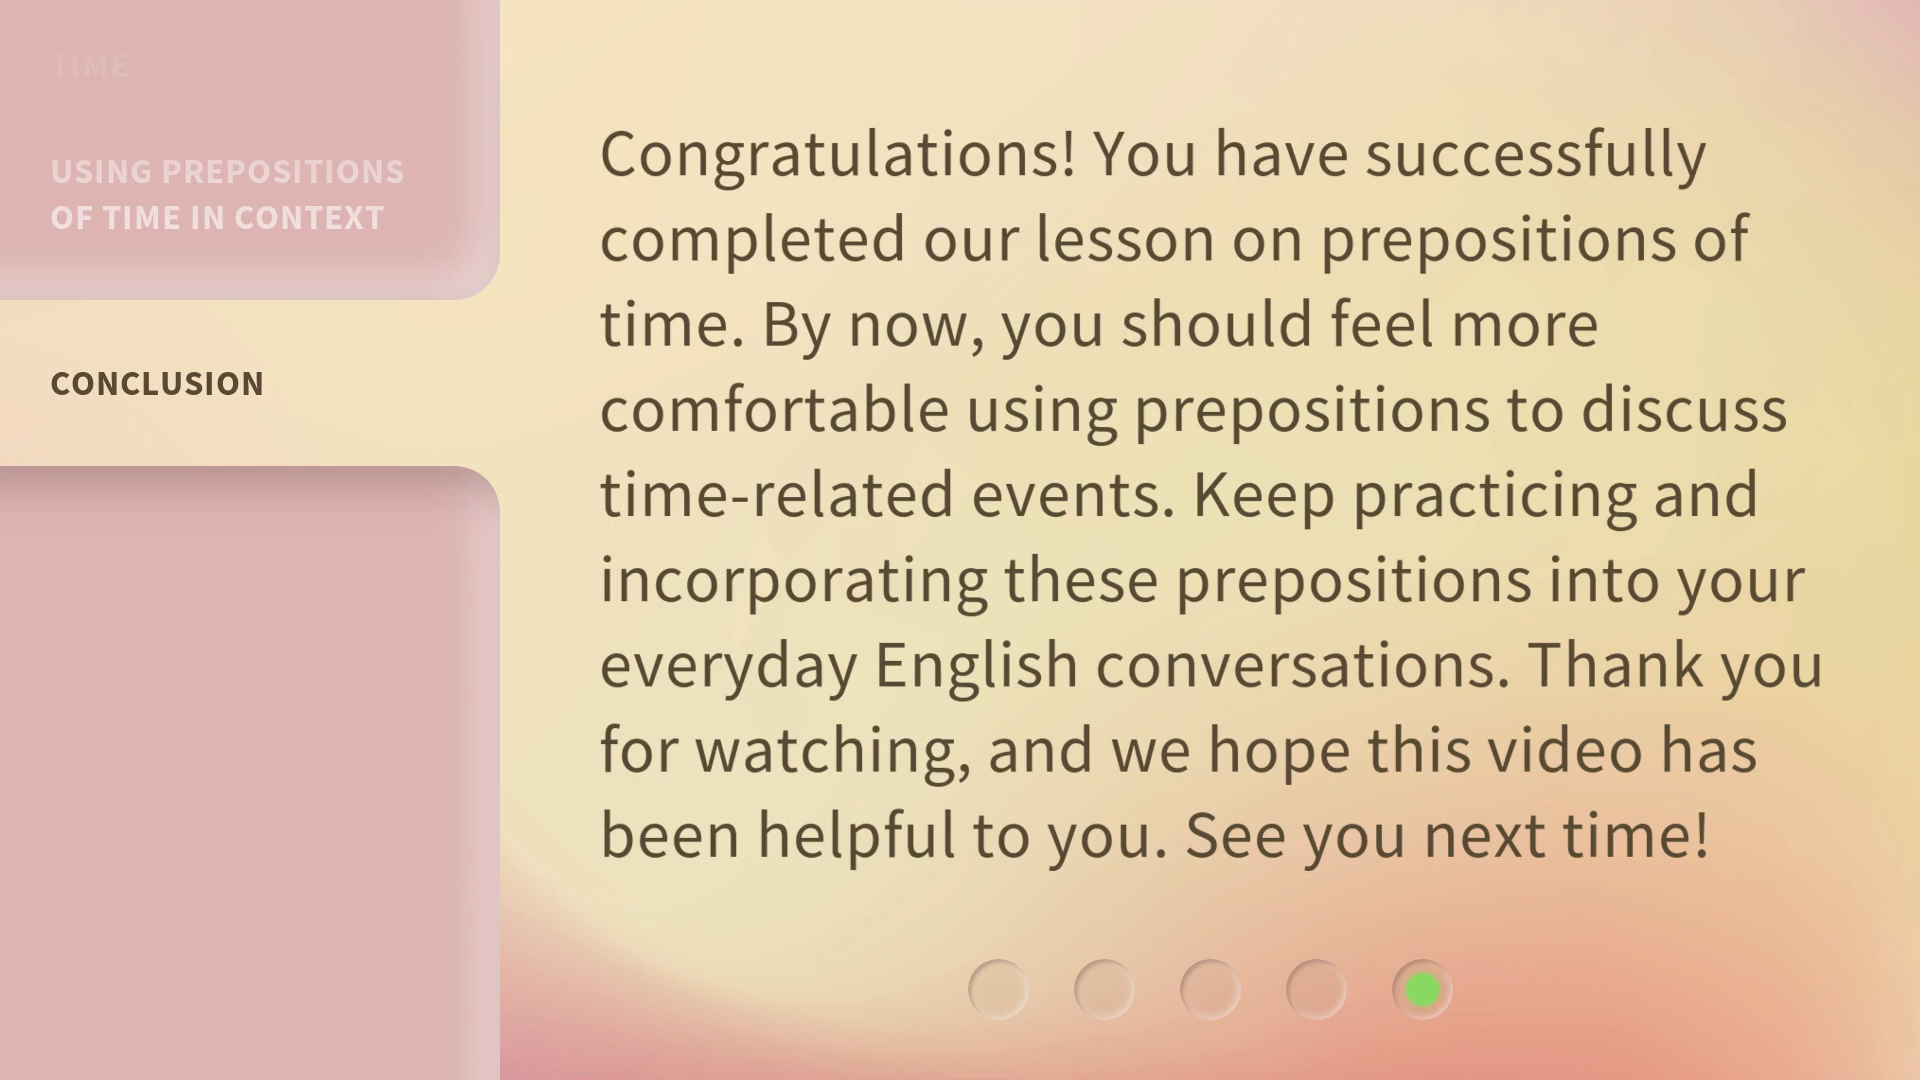 TIME
USING PREPOSITIONS
OF TIME IN CONTEXT
CONCLUSION
Congratulations! You have successfully
completed our lesson on prepositions of
time. By now, you should feel more
comfortable using prepositions to discuss
time-related events. Keep practicing and
incorporating these prepositions into your
everyday English conversations. Thank you
for watching, and we hope this video has
been helpful to you. See you next time!